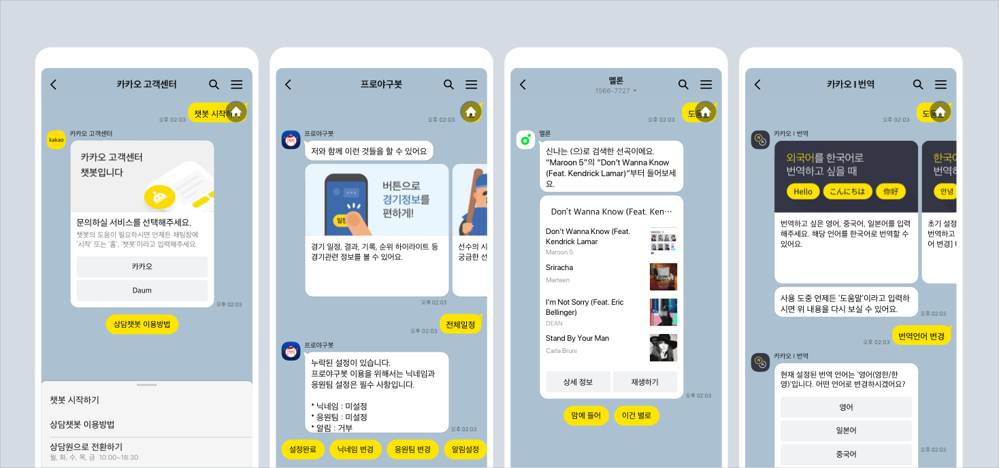 카카오 고객센터
챗봇 시작하
오후 02:03
kakao
카카오 고객센터
카카오 고객센터
챗봇입니다
문의하실 서비스를 선택해주세요.
챗봇의 도움이 필요하시면 언제든 채팅창에
‘시작’ 또는 ‘홈’, ‘챗봇’이라고 입력해주세요.
카카오
Daum
오후 02:03
상담챗봇 이용방법
챗봇 시작하기
상담챗봇 이용방법
상담원으로 전환하기
월, 화, 수, 목, 금 10:00~18:30
프로야구봇
오후 02:03
프로야구봇
저와 함께 이런 것들을 할 수 있어요
버튼으로
경기정보를
편하게!
일정
경기 일정, 결과, 기록, 순위 하이라이트 등
경기관련 정보를 볼 수 있어요.
선수의 시
궁금한 선
오후 02:03
전체일정
오후 02:03
프로야구봇
누락된 설정이 있습니다.
프로야구봇 이용을 위해서는 닉네임과
응원팀 설정은 필수 사항입니다.
* 닉네임 : 미설정
* 응원팀 : 미설정
* 알림 : 거부
오후 02:03
설정완료
닉네임 변경
응원팀 변경
알림설정
멜론
1566-7727
도움
오후 02:03
멜론
신나는 (으)로 검색한 선곡이에요.
“Maroon 5”의 “Don’t Wanna Know
(Feat. Kendrick Lamar)”부터 들어보세
요.
Don’t Wanna Know (Feat. Ken…
Don’t Wanna Know (Feat.
Kendrick Lamar
Maroon 5
Sriracha
Marteen
I’m Not Sorry (Feat. Eric
Bellinger)
DEAN
Stand By Your Man
Carla Bruni
상세 정보
재생하기
오후 02:03
맘에 들어
이건 별로
카카오 I 번역
도움
오후 02:03
카카오 I 번역
외국어를 한국어로
번역하고 싶을 때
Hello
こんにちは
你好
번역하고 싶은 영어, 중국어, 일본어를 입력
해주세요. 해당 언어를 한국어로 번역할 수
있어요.
한국어
번역하
안녕
초기 설정
번역하고
어 변경]
사용 도중 언제든 ‘도움말’이라고 입력하
시면 위 내용을 다시 보실 수 있어요.
오후 02:03
번역언어 변경
오후 02:03
카카오 I 번역
현재 설정된 번역 언어는 ‘영어(영한/한
영)’입니다. 어떤 언어로 변경하시겠어요?
영어
일본어
중국어
오후 02:03